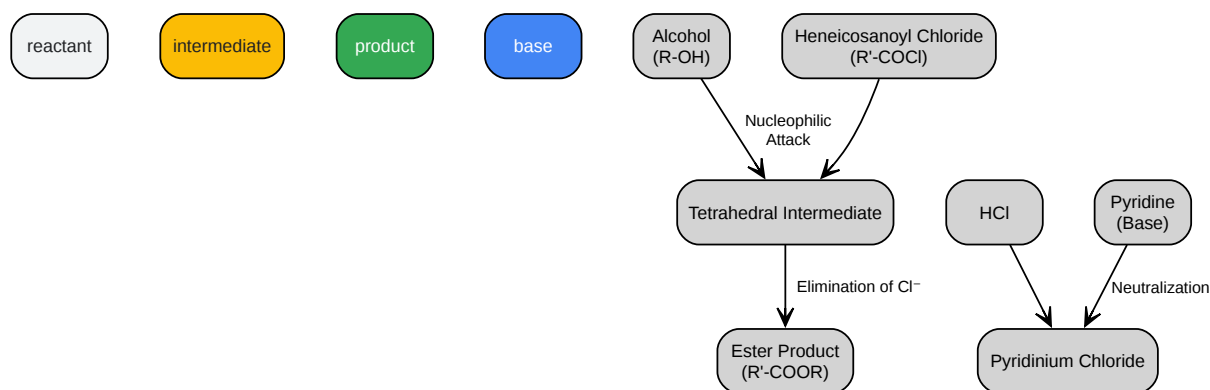 reactant
intermediate
product
base
Alcohol
(R-OH)
Heneicosanoyl Chloride
(R'-COCl)
Nucleophilic
Attack
Tetrahedral Intermediate
HCl
Pyridine
(Base)
Elimination of Cl⁻
Neutralization
Ester Product
(R'-COOR)
Pyridinium Chloride